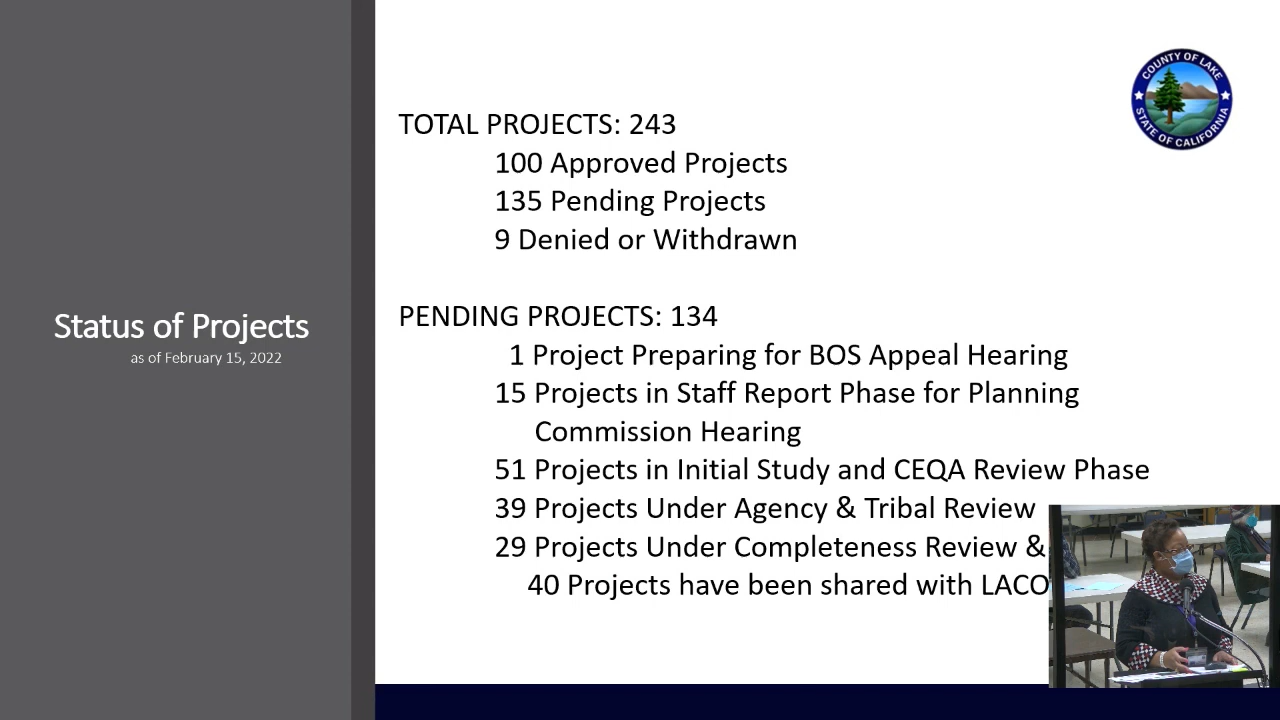 COUNTY OF LAKE
STATE OF CALIFORNIA
TOTAL PROJECTS: 243
100 Approved Projects
135 Pending Projects
9 Denied or Withdrawn
Status of Projects
as of February 15, 2022
PENDING PROJECTS: 134
1 Project Preparing for BOS Appeal Hearing
15 Projects in Staff Report Phase for Planning
Commission Hearing
51 Projects in Initial Study and CEQA Review Phase
39 Projects Under Agency & Tribal Review
29 Projects Under Completeness Review &
40 Projects have been shared with LACO